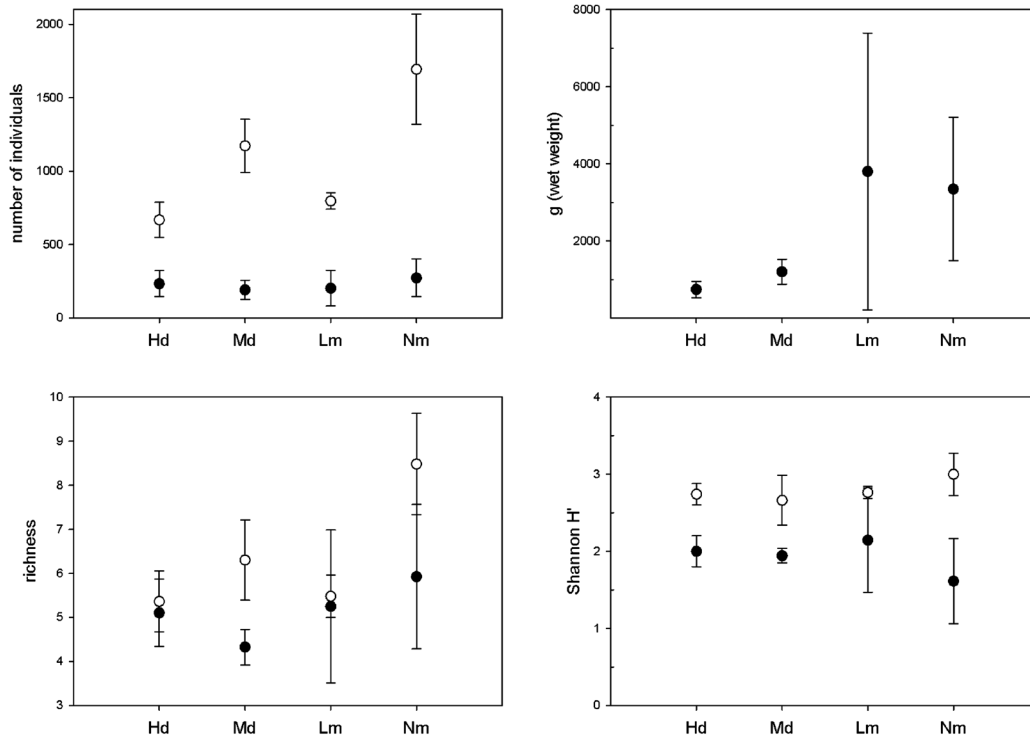 2000
1500
1000
500
0
number of individuals
Hd Md Lm Nm
8000
6000
4000
2000
g (wet weight)
Hd Md Lm Nm
10
9
8
7
6
5
4
3
richness
Hd Md Lm Nm
4
3
2
1
0
Shannon H'
Hd Md Lm Nm